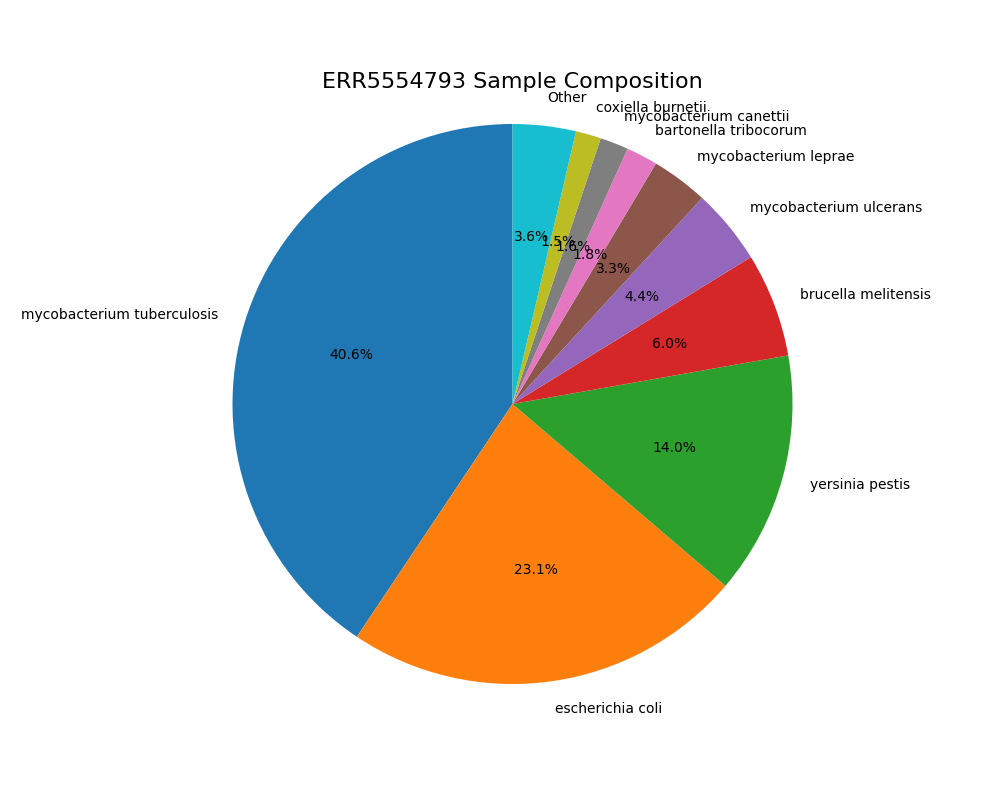 ERR5554793 Sample Composition
Other
coxiella burnetii
mycobacterium canettii
bartonella tribocorum
mycobacterium leprae
mycobacterium ulcerans
brucella melitensis
yersinia pestis
escherichia coli
mycobacterium tuberculosis
3.6%
1.5%
1.6%
1.8%
3.3%
4.4%
6.0%
14.0%
23.1%
40.6%